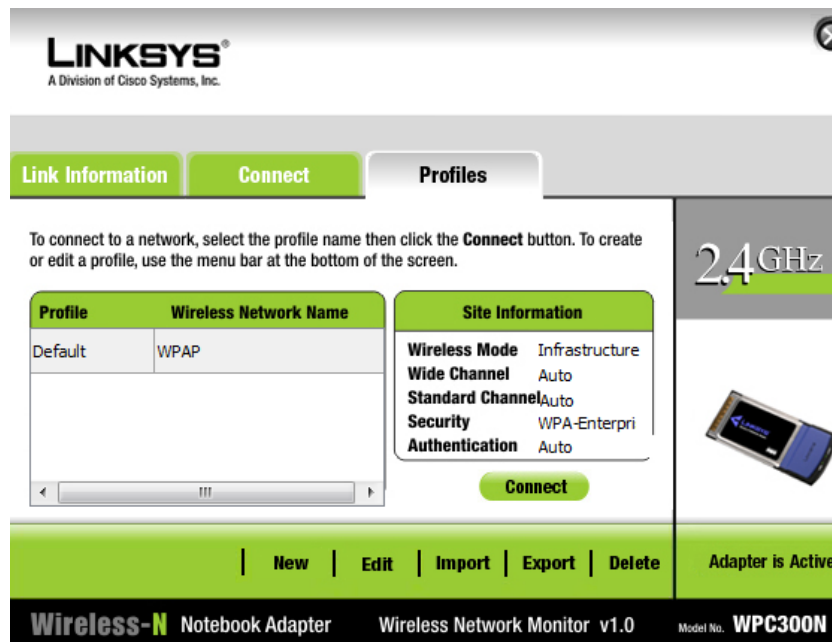 LINKSYS®
A Division of Cisco Systems, Inc.
Link Information Connect Profiles
To connect to a network, select the profile name then click the Connect button. To create
or edit a profile, use the menu bar at the bottom of the screen.
2.4 GHz
Profile Wireless Network Name
Default WPAP
Site Information
Wireless Mode Infrastructure
Wide Channel Auto
Standard Channel Auto
Security WPA-Enterpri
Authentication Auto
LINKSYS
Connect
New Edit Import Export Delete
Adapter is Active
Wireless-N Notebook Adapter Wireless Network Monitor v1.0 Model No. WPC300N